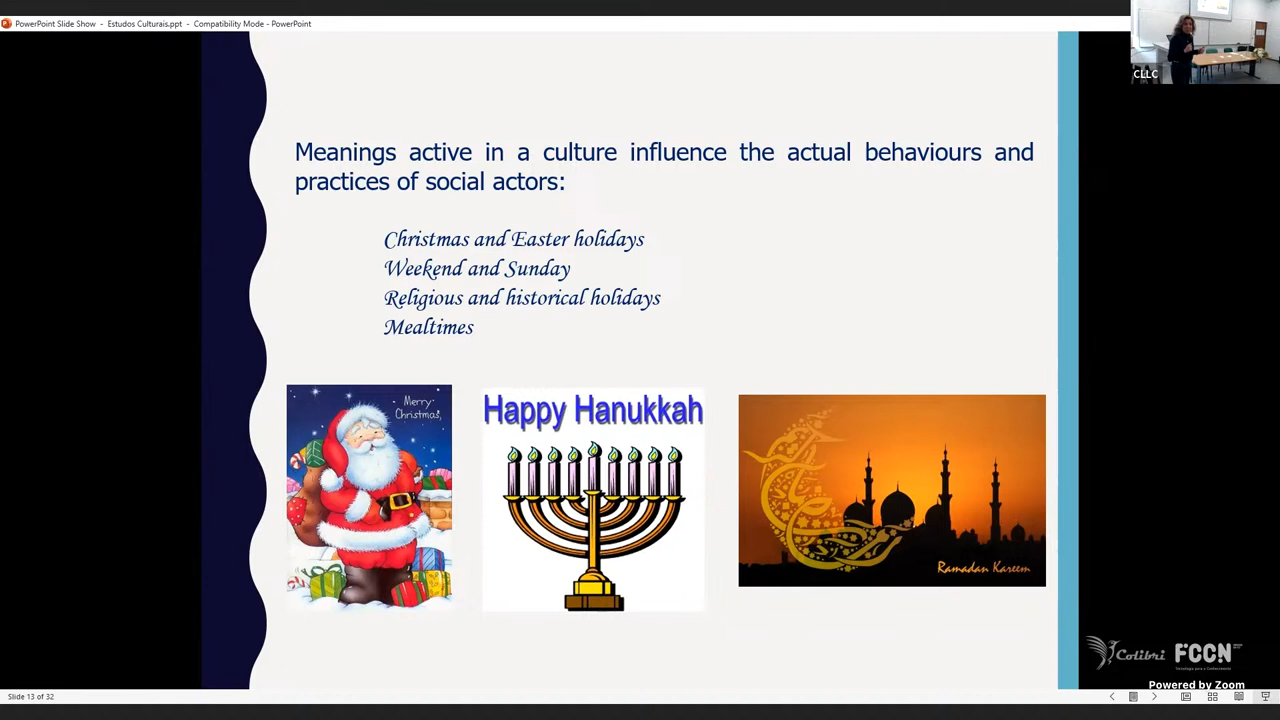 PowerPoint Slide Show - Estudos Culturais.ppt - Compatibility Mode - PowerPoint
CLLC
Meanings active in a culture influence the actual behaviours and
practices of social actors:
Christmas and Easter holidays
Weekend and Sunday
Religious and historical holidays
Mealtimes
Merry
Christmas,
Happy Hanukkah
Ramadan Kareem
Colibri FCCN
Powered by Zoom
Slide 13 of 32